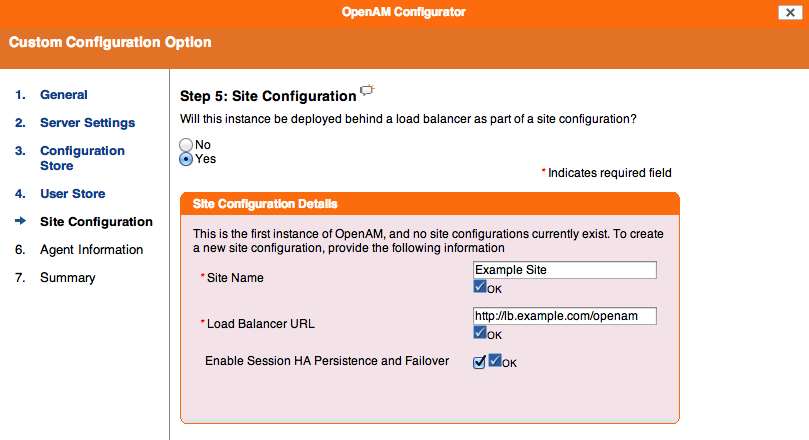 OpenAM Configurator
Custom Configuration Option
1. General
2. Server Settings
3. Configuration
Store
4. User Store
Site Configuration
6. Agent Information
7. Summary
Step 5: Site Configuration
Will this instance be deployed behind a load balancer as part of a site configuration?
No
Yes
* Indicates required field
Site Configuration Details
This is the first instance of OpenAM, and no site configurations currently exist. To create
a new site configuration, provide the following information
* Site Name
Example Site
OK
* Load Balancer URL
http://lb.example.com/openam
OK
Enable Session HA Persistence and Failover
OK